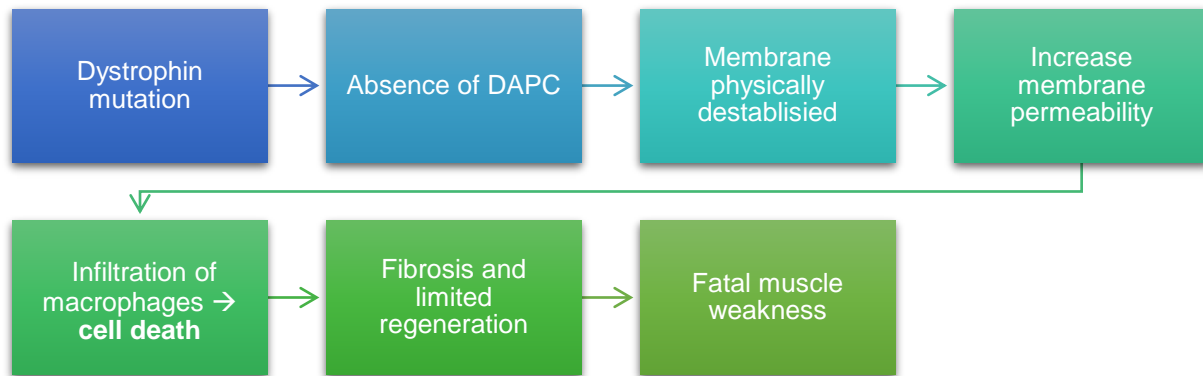 Dystrophin
mutation
Absence of DAPC
Membrane
physically
destablisied
Increase
membrane
permeability
Infiltration of
macrophages →
cell death
Fibrosis and
limited
regeneration
Fatal muscle
weakness